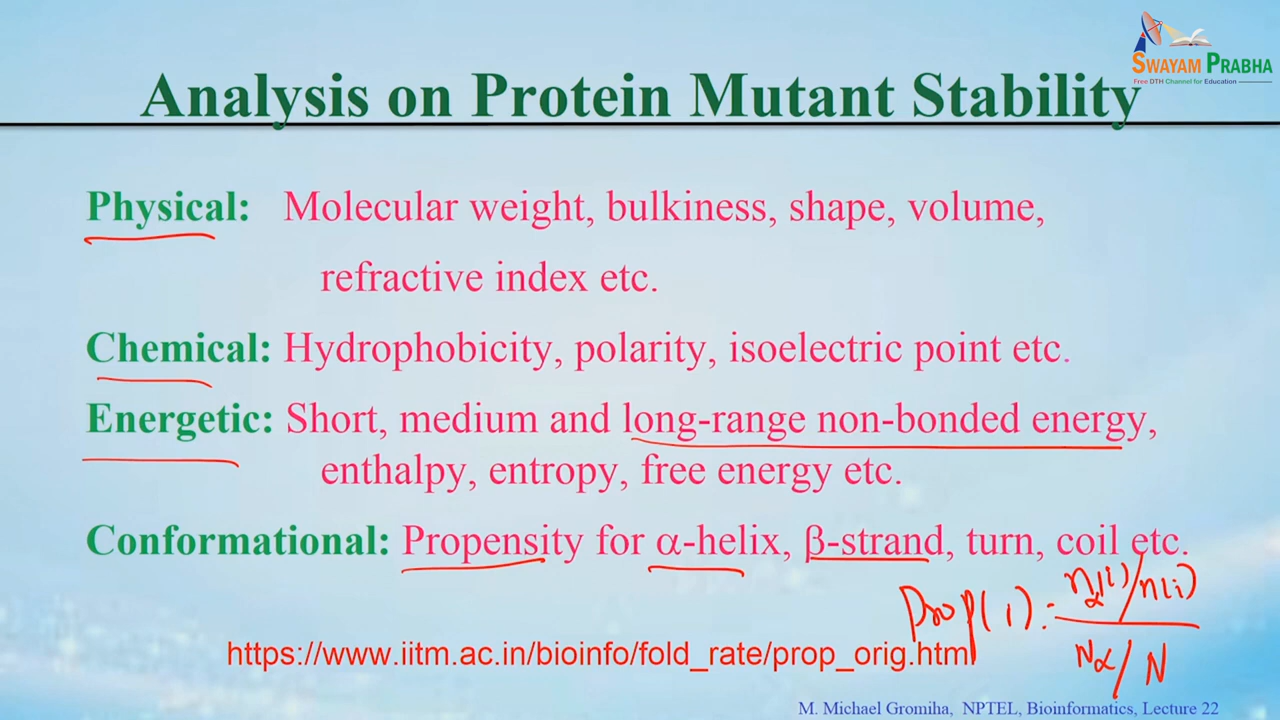 SWAYAM PRABHA
Free DTH Channel for Education
Analysis on Protein Mutant Stability
Physical: Molecular weight, bulkiness, shape, volume,
refractive index etc.
Chemical: Hydrophobicity, polarity, isoelectric point etc.
Energetic: Short, medium and long-range non-bonded energy,
enthalpy, entropy, free energy etc.
Conformational: Propensity for α-helix, β-strand, turn, coil etc.
Prop(i) = nα(i)/n(i)
Nα/N
https://www.iitm.ac.in/bioinfo/fold_rate/prop_orig.html
M. Michael Gromiha, NPTEL, Bioinformatics, Lecture 22